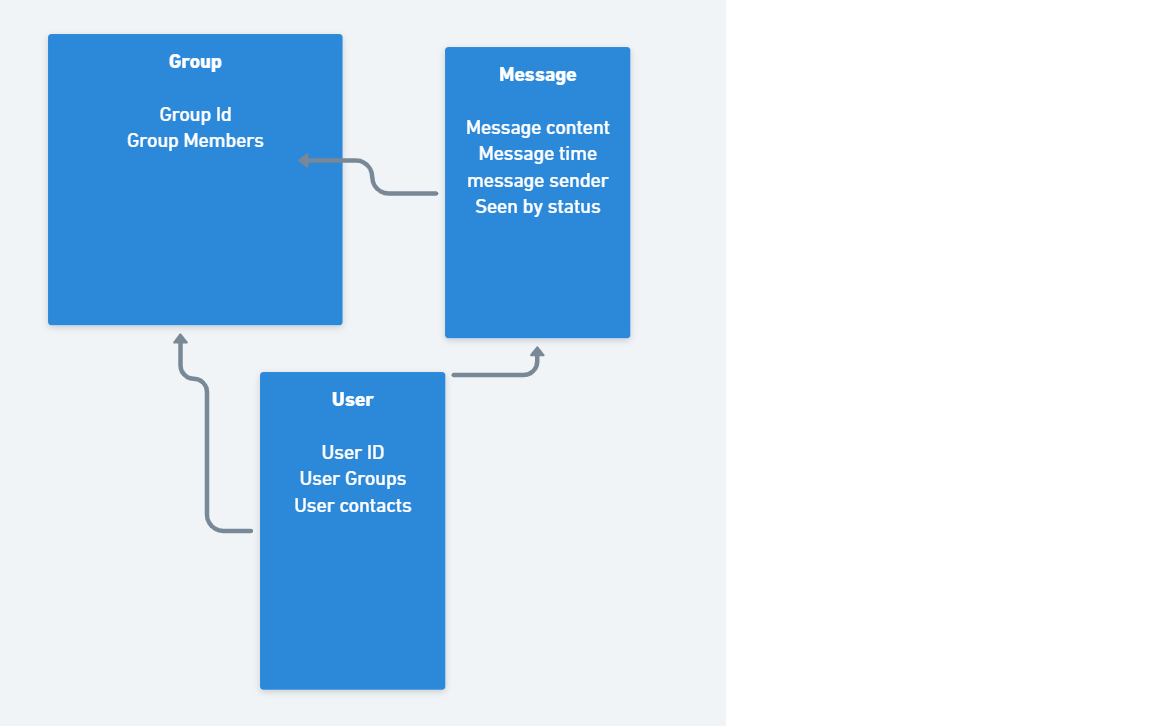 Group
Group Id
Group Members
Message
Message content
Message time
message sender
Seen by status
User
User ID
User Groups
User contacts